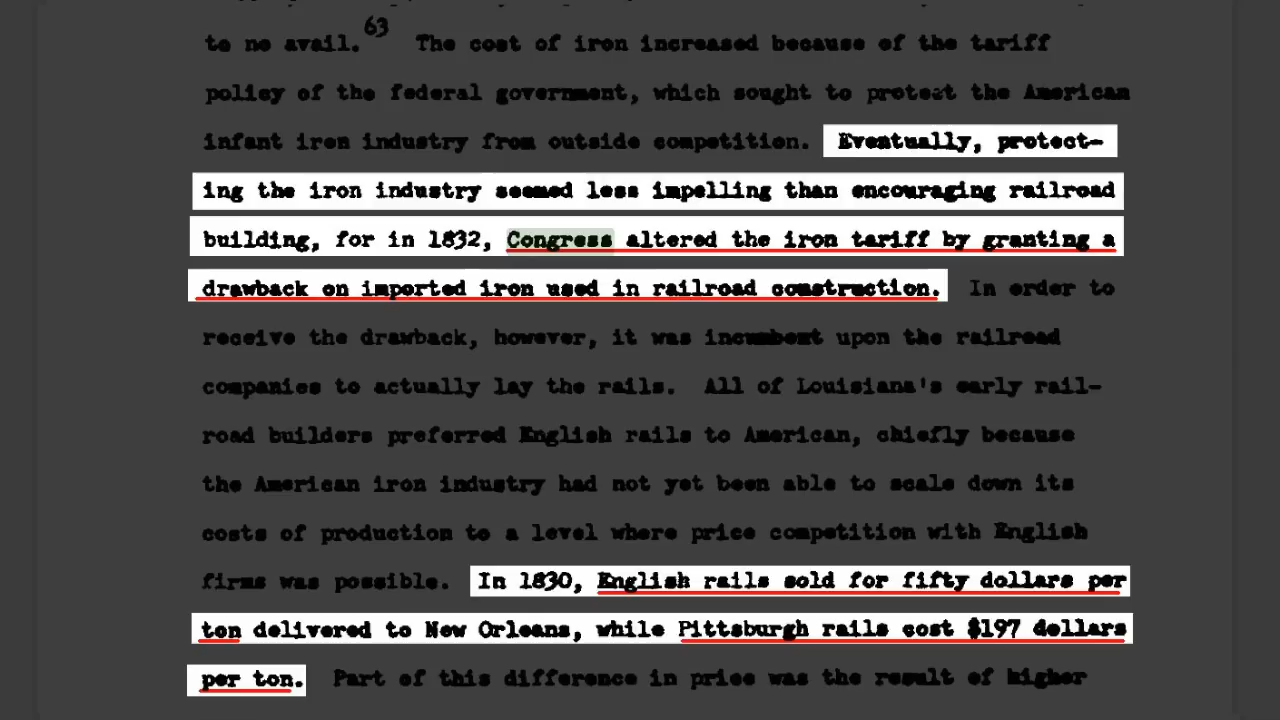 to no avail.63 The cost of iron increased because of the tariff
policy of the federal government, which sought to protect the American
infant iron industry from outside competition. Eventually, protect-
ing the iron industry seemed less impelling than encouraging railroad
building, for in 1832, Congress altered the iron tariff by granting a
drawback on imported iron used in railroad construction. In order to
receive the drawback, however, it was incumbent upon the railroad
companies to actually lay the rails. All of Louisiana's early rail-
road builders preferred English rails to American, chiefly because
the American iron industry had not yet been able to scale down its
costs of production to a level where price competition with English
firms was possible. In 1830, English rails sold for fifty dollars per
ton delivered to New Orleans, while Pittsburgh rails cost $197 dollars
per ton. Part of this difference in price was the result of higher